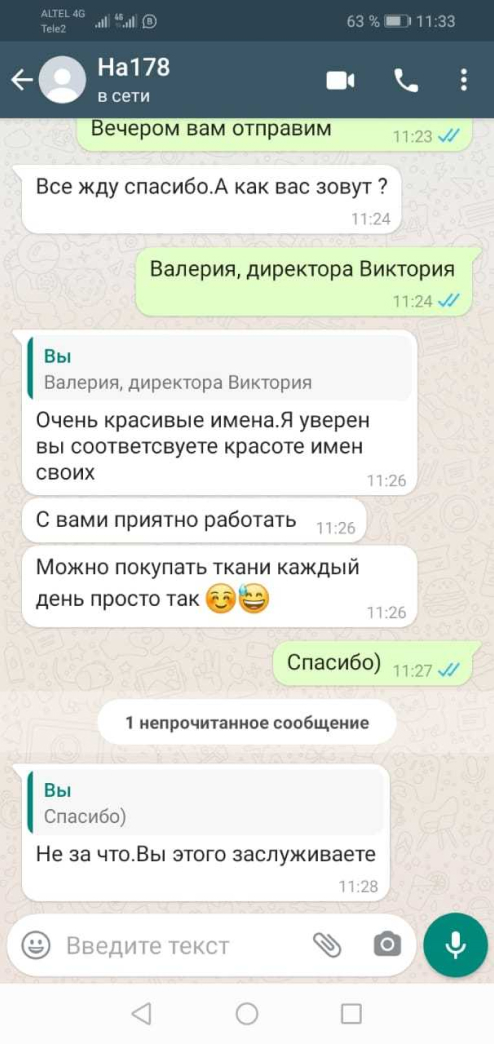 ALTEL 4G
Tele2
4G
B
63 %
11:33
На178
в сети
Вечером вам отправим
11:23
Все жду спасибо.А как вас зовут ?
11:24
Валерия, директора Виктория
11:24
Вы
Валерия, директора Виктория
Очень красивые имена.Я уверен
вы соответсвуете красоте имен
своих
11:26
С вами приятно работать
11:26
Можно покупать ткани каждый
день просто так 😊😅
11:26
Спасибо)
11:27
1 непрочитанное сообщение
Вы
Спасибо)
Не за что.Вы этого заслуживаете
11:28
Введите текст